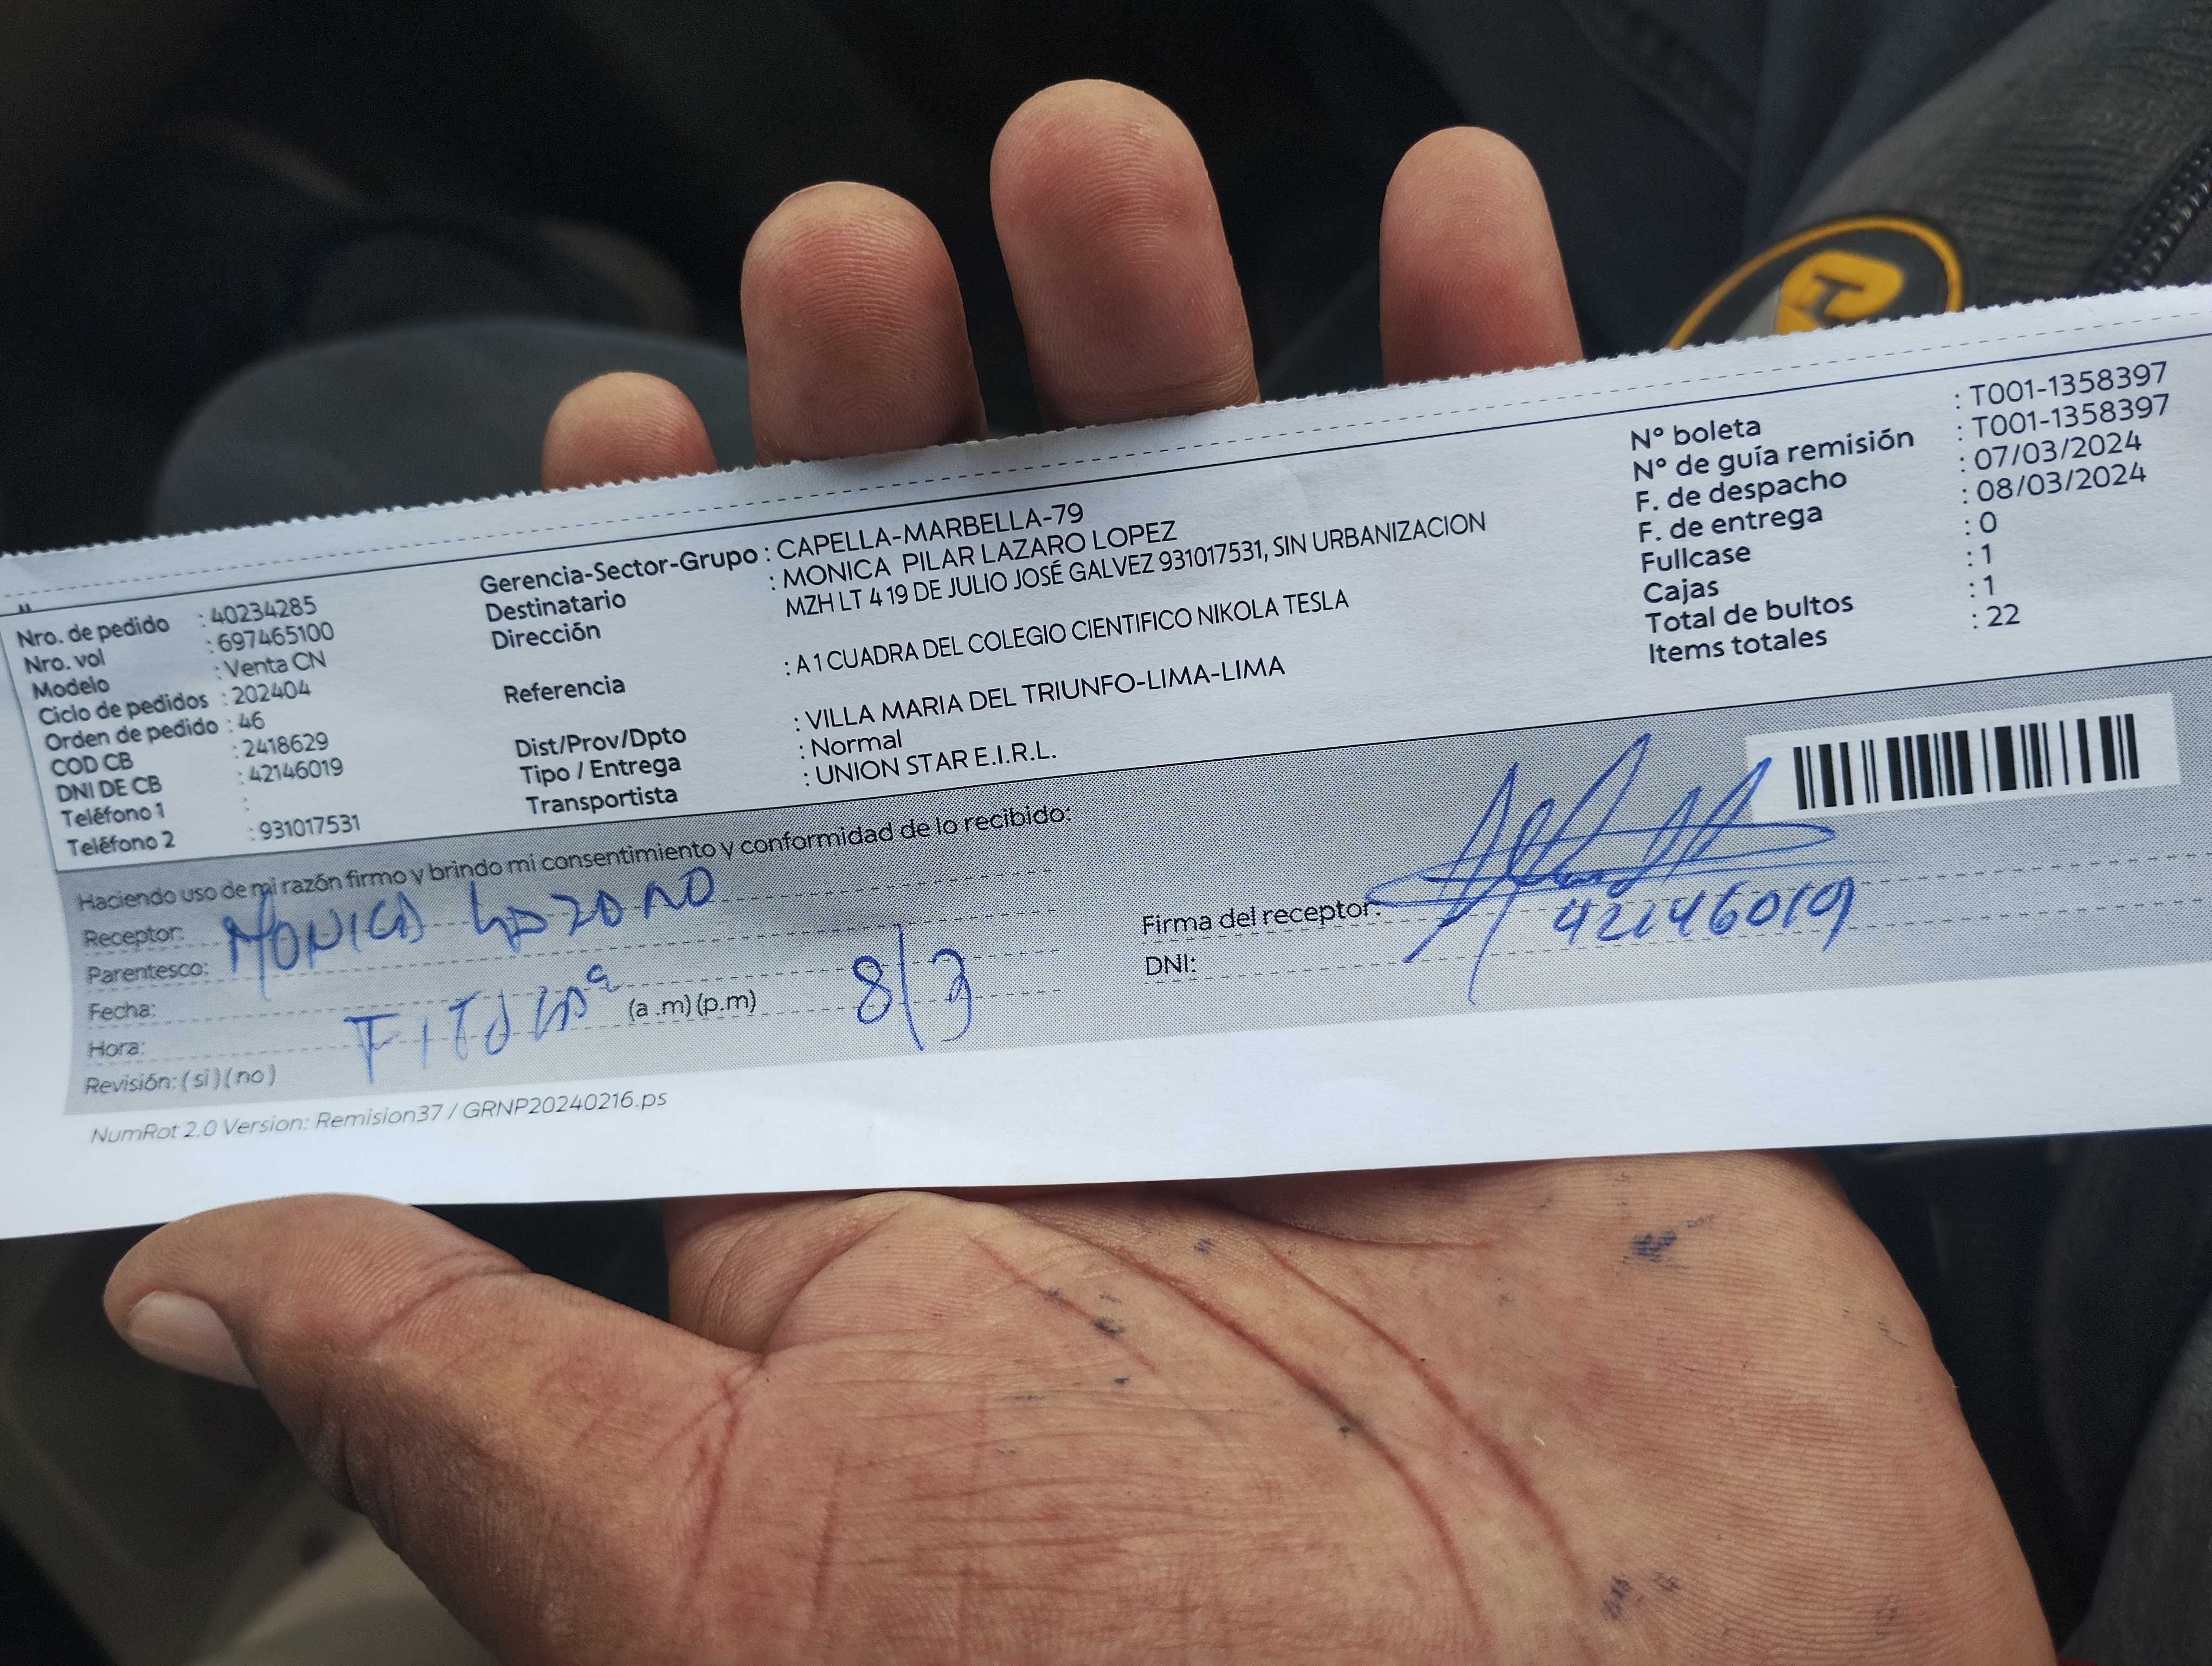 Nro. de pedido : 40234285
Nro. vol : 697465100
Modelo : Venta CN
Ciclo de pedidos : 202404
Orden de pedido : 46
COD CB : 2418629
DNI DE CB : 42146019
Teléfono 1 :
Teléfono 2 : 931017531
Gerencia-Sector-Grupo : CAPELLA-MARBELLA-79
Destinatario : MONICA PILAR LAZARO LOPEZ
Dirección MZH LT 4 19 DE JULIO JOSÉ GALVEZ 931017531, SIN URBANIZACION
Referencia : A 1 CUADRA DEL COLEGIO CIENTIFICO NIKOLA TESLA
Dist/Prov/Dpto : VILLA MARIA DEL TRIUNFO-LIMA-LIMA
Tipo / Entrega : Normal
Transportista : UNION STAR E.I.R.L.
N° boleta : T001-1358397
N° de guía remisión : T001-1358397
F. de despacho : 07/03/2024
F. de entrega : 08/03/2024
Fullcase : 0
Cajas : 1
Total de bultos : 1
Items totales : 22
Haciendo uso de mi razón firmo y brindo mi consentimiento y conformidad de lo recibido:
Receptor: MONICA
Parentesco:
Fecha:
Hora: (a.m)(p.m) 8/3
Revisión: (si)(no)
Firma del receptor:
DNI: 42146019
NumRot 2.0 Version: Remision37 / GRNP20240216.ps